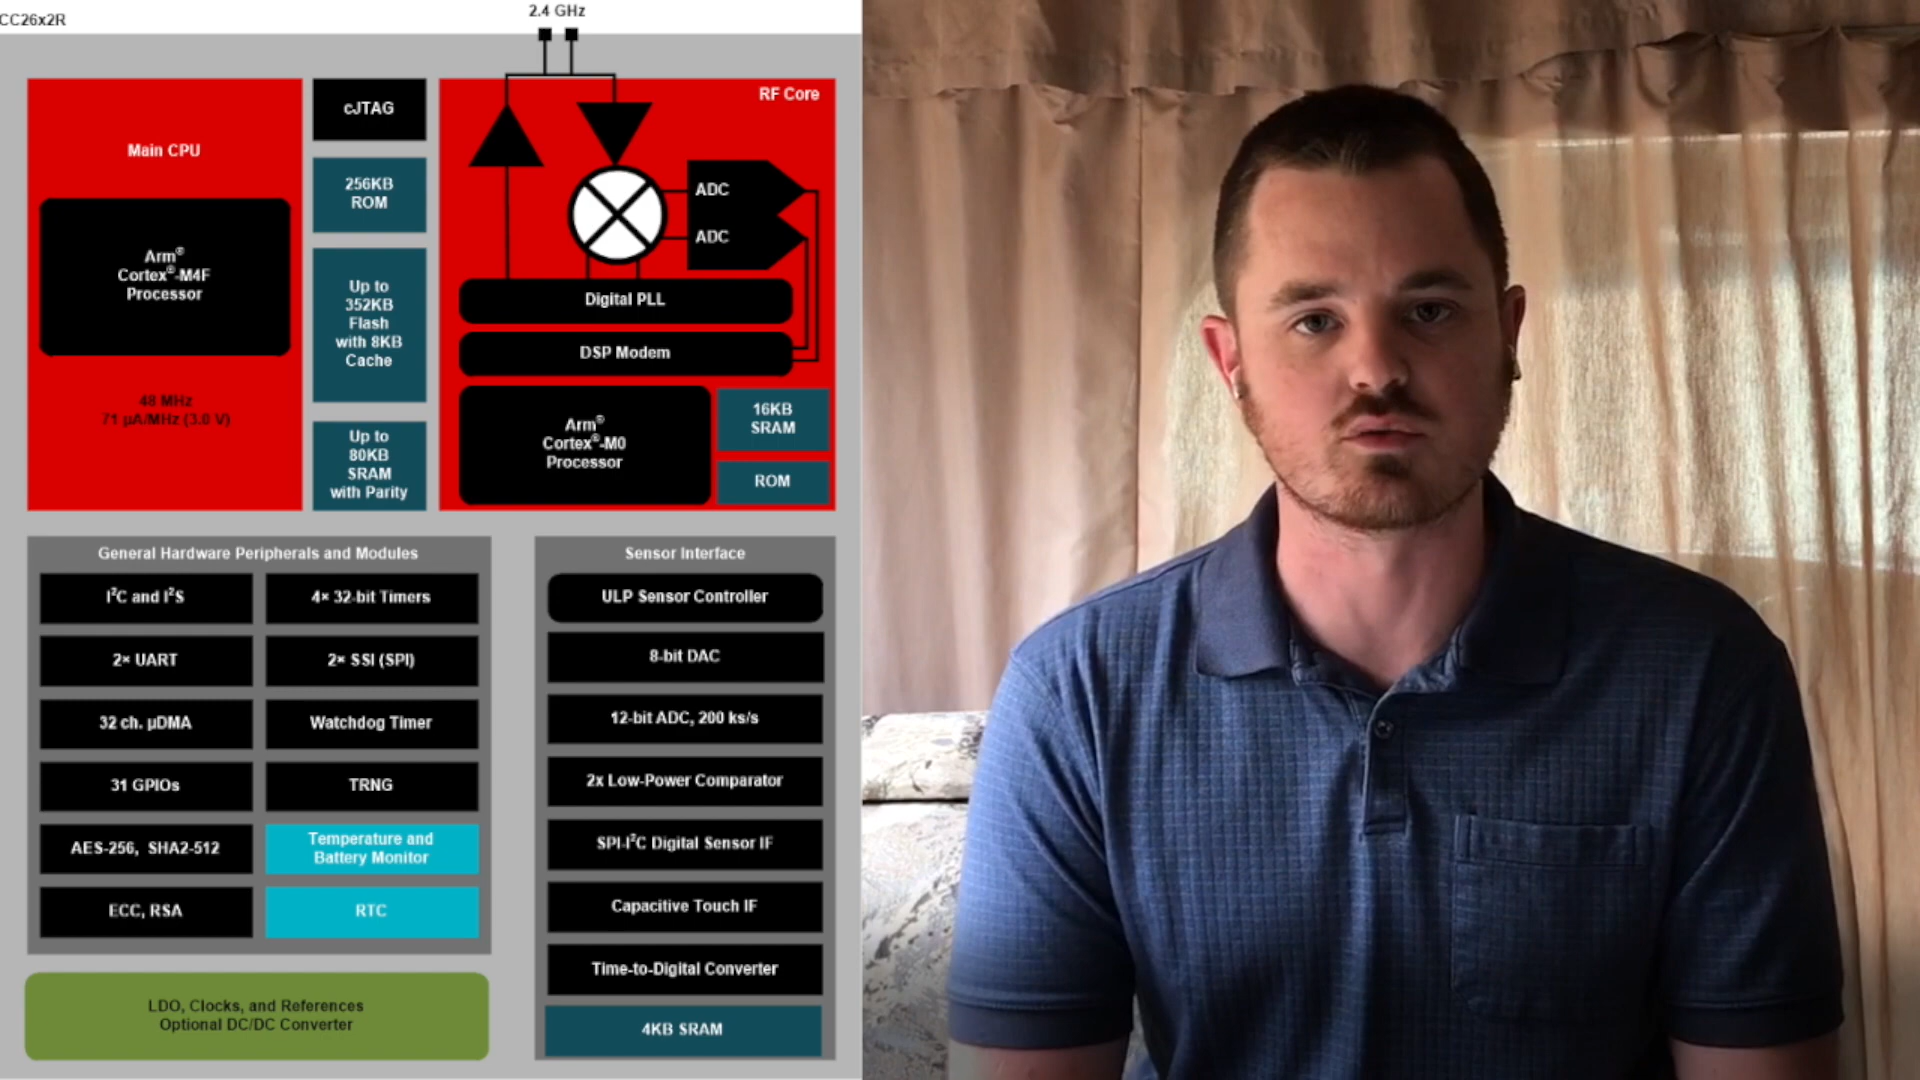 CC26x2R
2.4 GHz
Main CPU
Arm®
Cortex®-M4F
Processor
48 MHz
71 µA/MHz (3.0 V)
cJTAG
256KB
ROM
Up to
352KB
Flash
with 8KB
Cache
Up to
80KB
SRAM
with Parity
RF Core
ADC
ADC
Digital PLL
DSP Modem
Arm®
Cortex®-M0
Processor
16KB
SRAM
ROM
General Hardware Peripherals and Modules
I²C and I²S
4× 32-bit Timers
2× UART
2× SSI (SPI)
32 ch. µDMA
Watchdog Timer
31 GPIOs
TRNG
AES-256, SHA2-512
Temperature and
Battery Monitor
ECC, RSA
RTC
LDO, Clocks, and References
Optional DC/DC Converter
Sensor Interface
ULP Sensor Controller
8-bit DAC
12-bit ADC, 200 ks/s
2x Low-Power Comparator
SPI-I²C Digital Sensor IF
Capacitive Touch IF
Time-to-Digital Converter
4KB SRAM